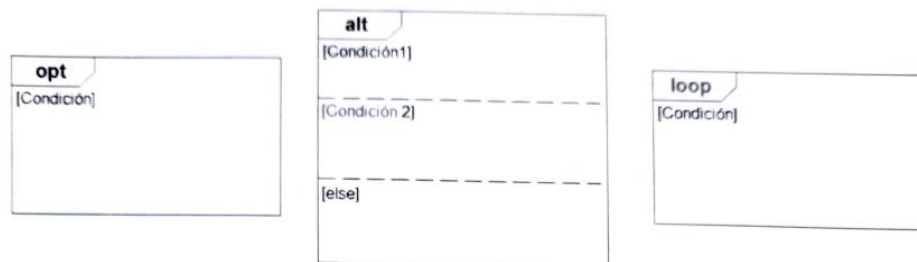 opt
[Condición]
alt
[Condición1]
[Condición 2]
[else]
loop
[Condición]